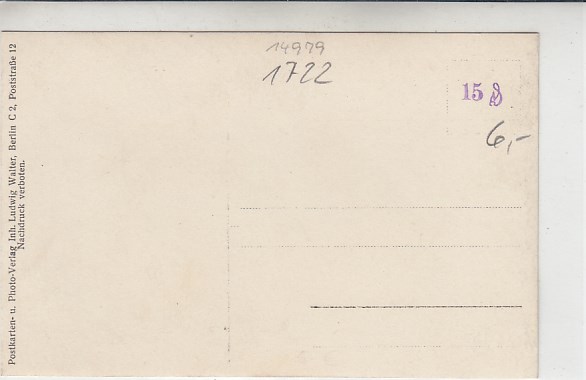 14979
1722
15 ₰
6,-
Postkarten- u. Photo-Verlag Inh. Ludwig Walter, Berlin C 2, Poststraße 12
Nachdruck verboten.